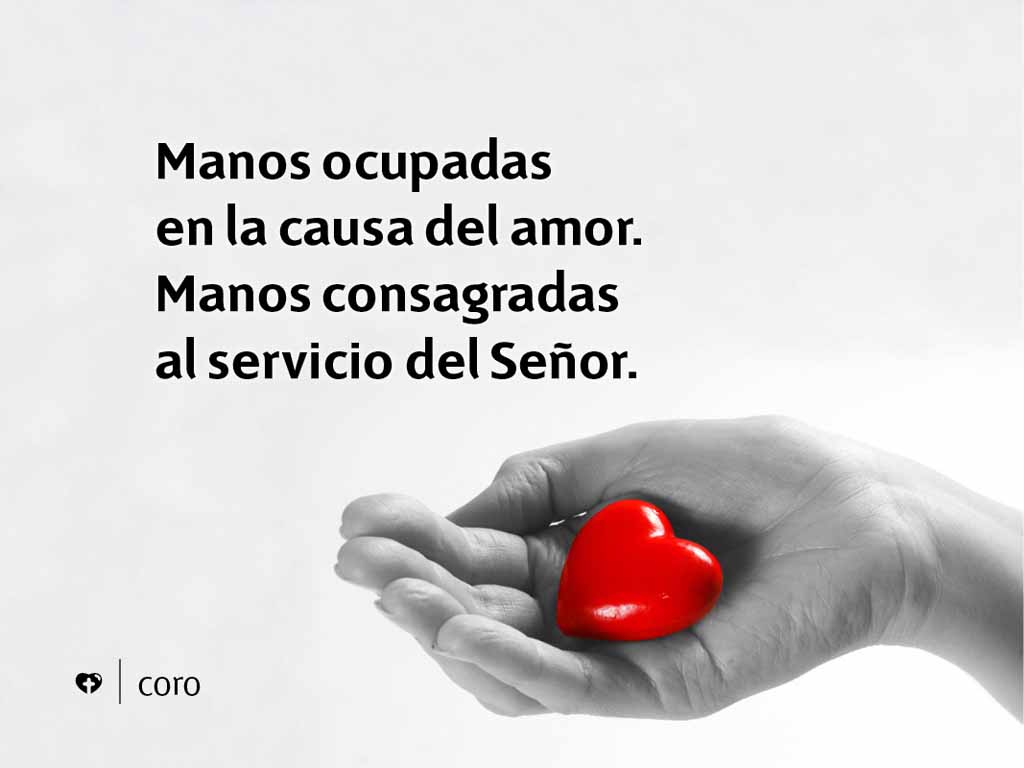 Manos ocupadas
en la causa del amor.
Manos consagradas
al servicio del Señor.
coro